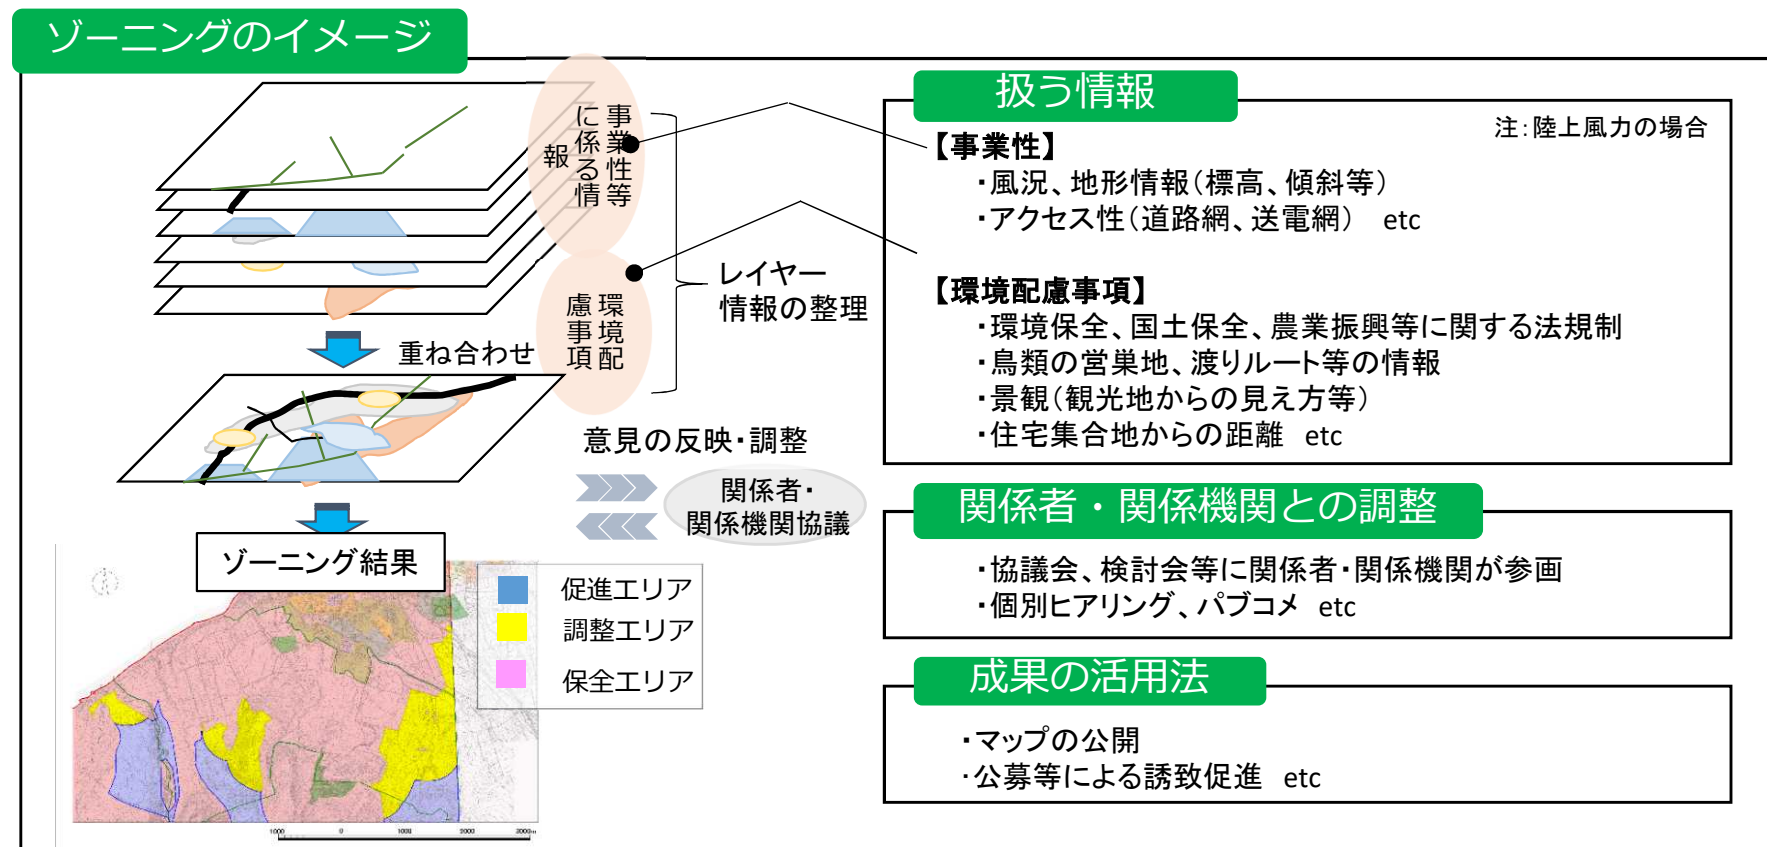 ゾーニングのイメージ
事業性等
に係る情
報
環境配
慮事項
レイヤー
情報の整理
重ね合わせ
意見の反映・調整
関係者・
関係機関協議
ゾーニング結果
促進エリア
調整エリア
保全エリア
1000 0 1000 2000 3000m
扱う情報
注：陸上風力の場合
【事業性】
・風況、地形情報（標高、傾斜等）
・アクセス性（道路網、送電網） etc
【環境配慮事項】
・環境保全、国土保全、農業振興等に関する法規制
・鳥類の営巣地、渡りルート等の情報
・景観（観光地からの見え方等）
・住宅集合地からの距離 etc
関係者・関係機関との調整
・協議会、検討会等に関係者・関係機関が参画
・個別ヒアリング、パブコメ etc
成果の活用法
・マップの公開
・公募等による誘致促進 etc